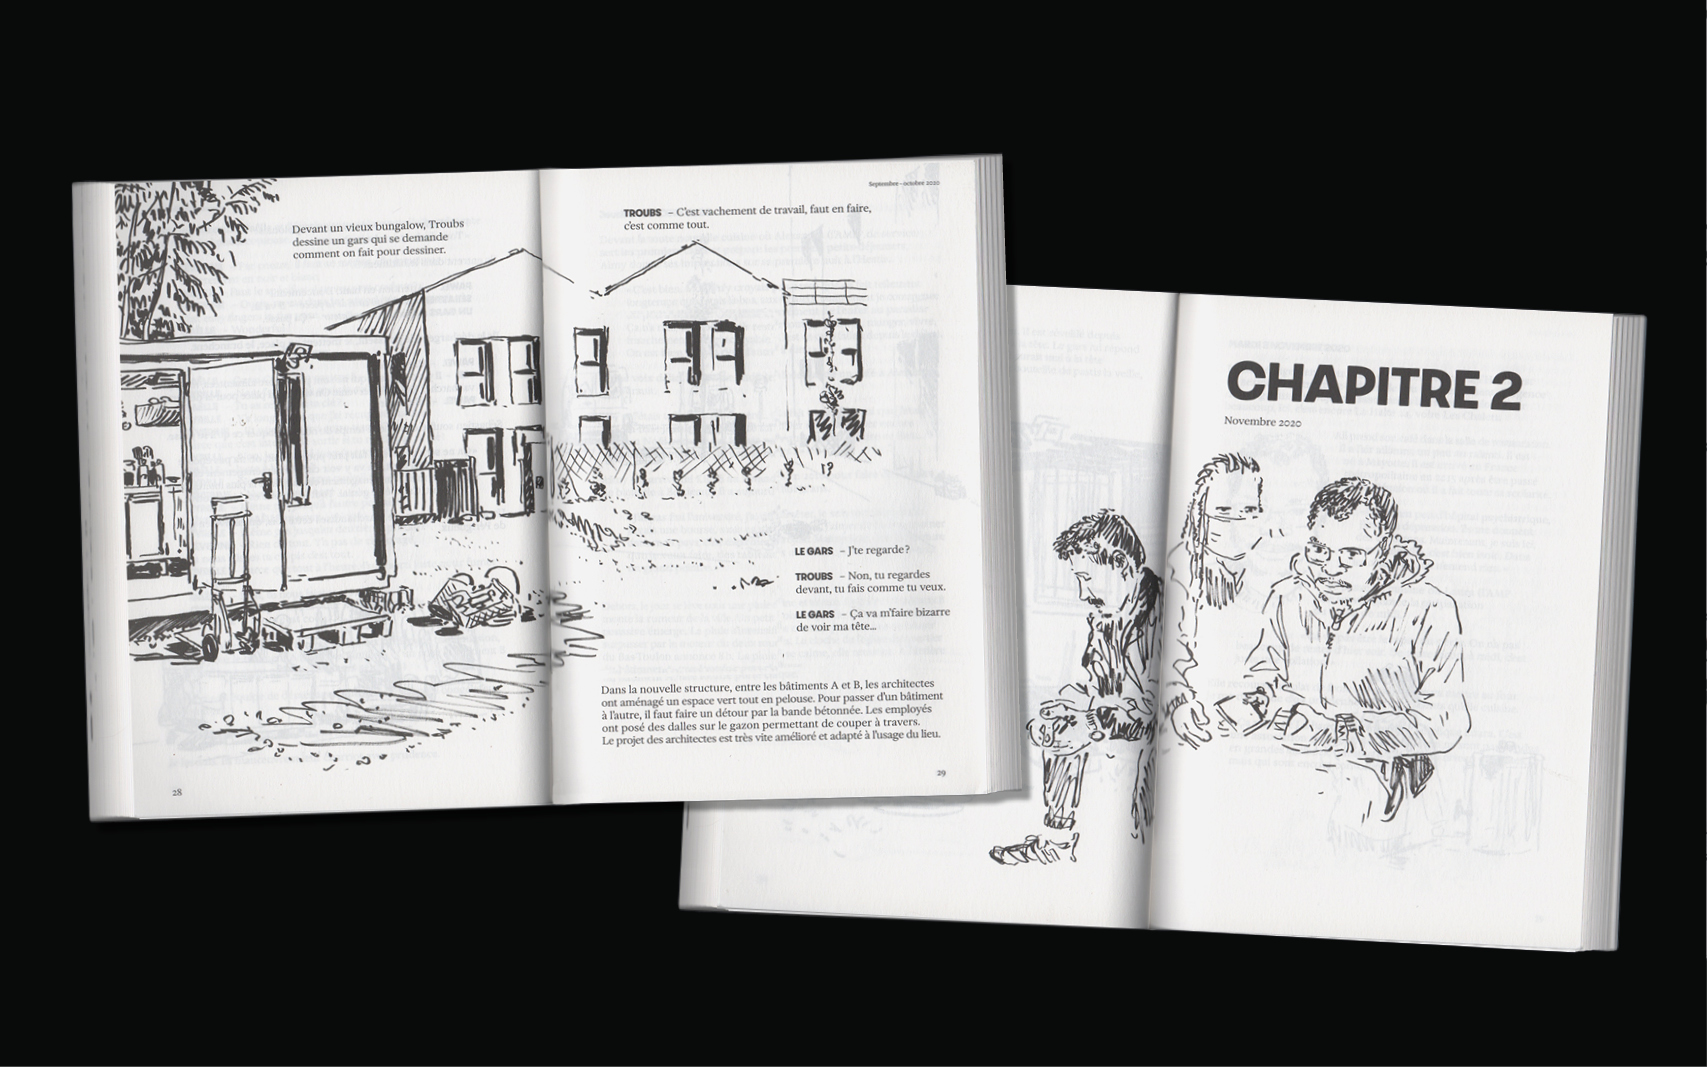 Devant un vieux bungalow, Troubs
dessine un gars qui se demande
comment on fait pour dessiner.
28
Septembre – octobre 2020
TROUBS – C'est vachement de travail, faut en faire,
c'est comme tout.
LE GARS – J'te regarde ?
TROUBS – Non, tu regardes
devant, tu fais comme tu veux.
LE GARS – Ça va m'faire bizarre
de voir ma tête...
Dans la nouvelle structure, entre les bâtiments A et B, les architectes
ont aménagé un espace vert tout en pelouse. Pour passer d'un bâtiment
à l'autre, il faut faire un détour par la bande bétonnée. Les employés
ont posé des dalles sur le gazon permettant de couper à travers.
Le projet des architectes est très vite amélioré et adapté à l'usage du lieu.
29
CHAPITRE 2
Novembre 2020